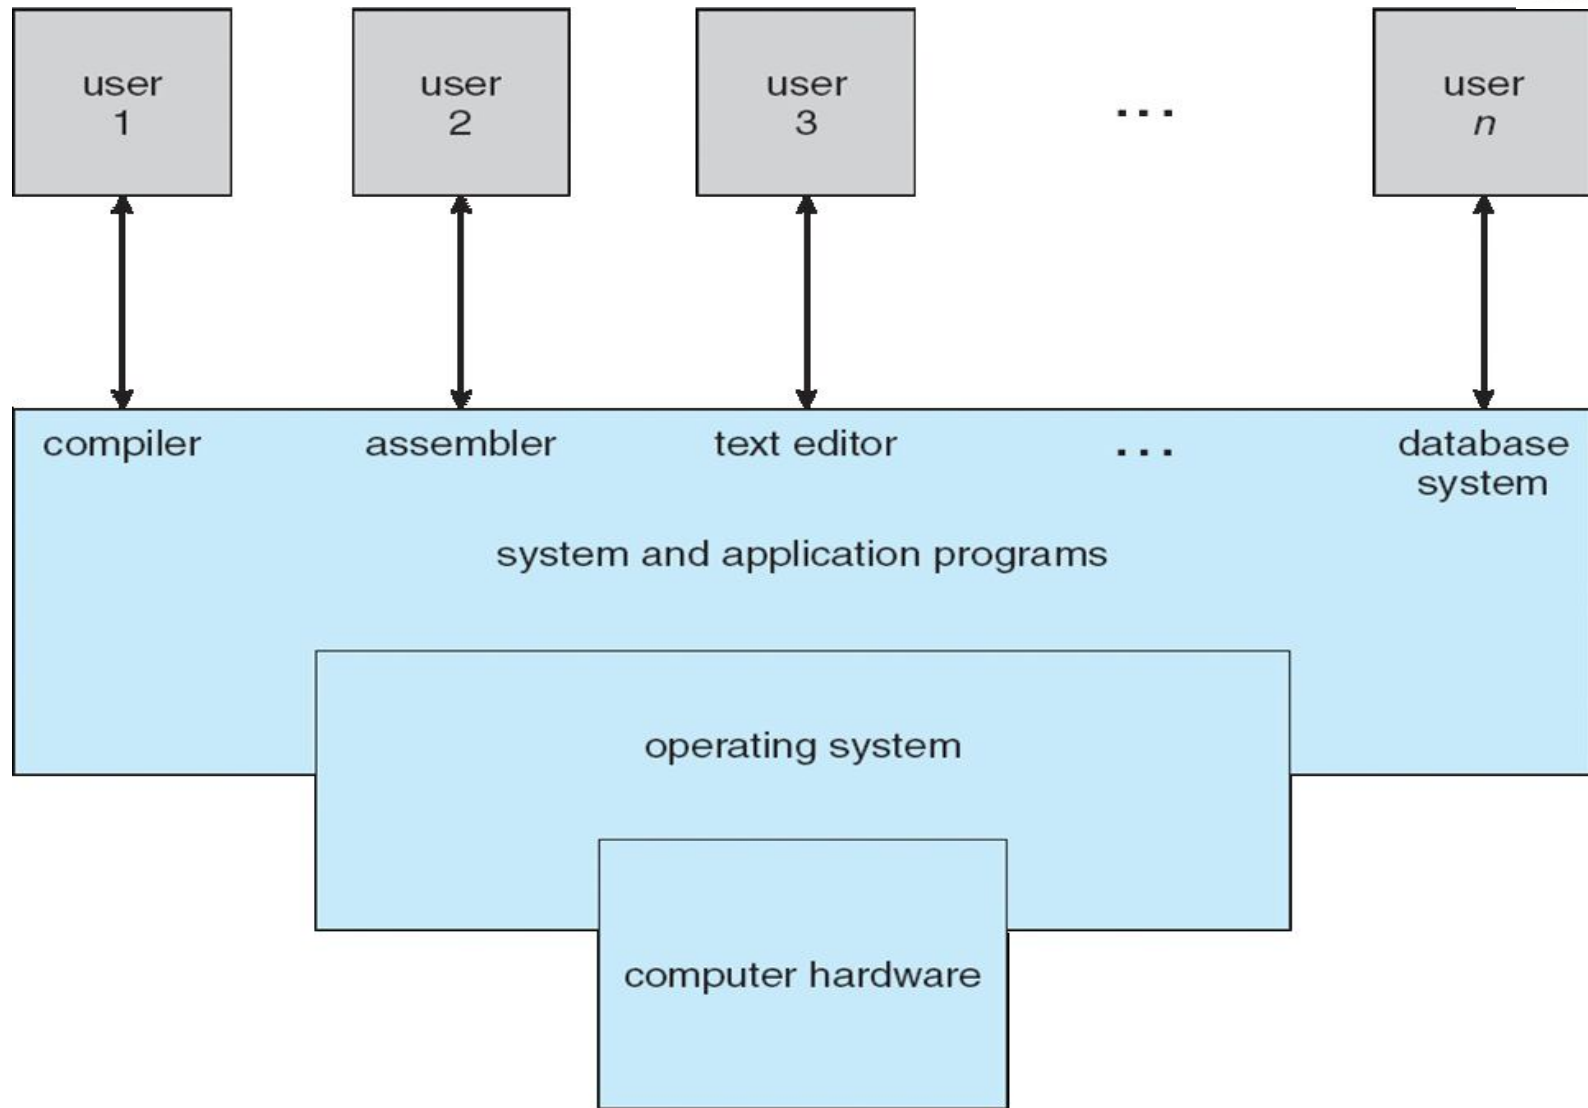 user
1
user
2
user
3
...
user
n
compiler
assembler
text editor
...
database
system
system and application programs
operating system
computer hardware